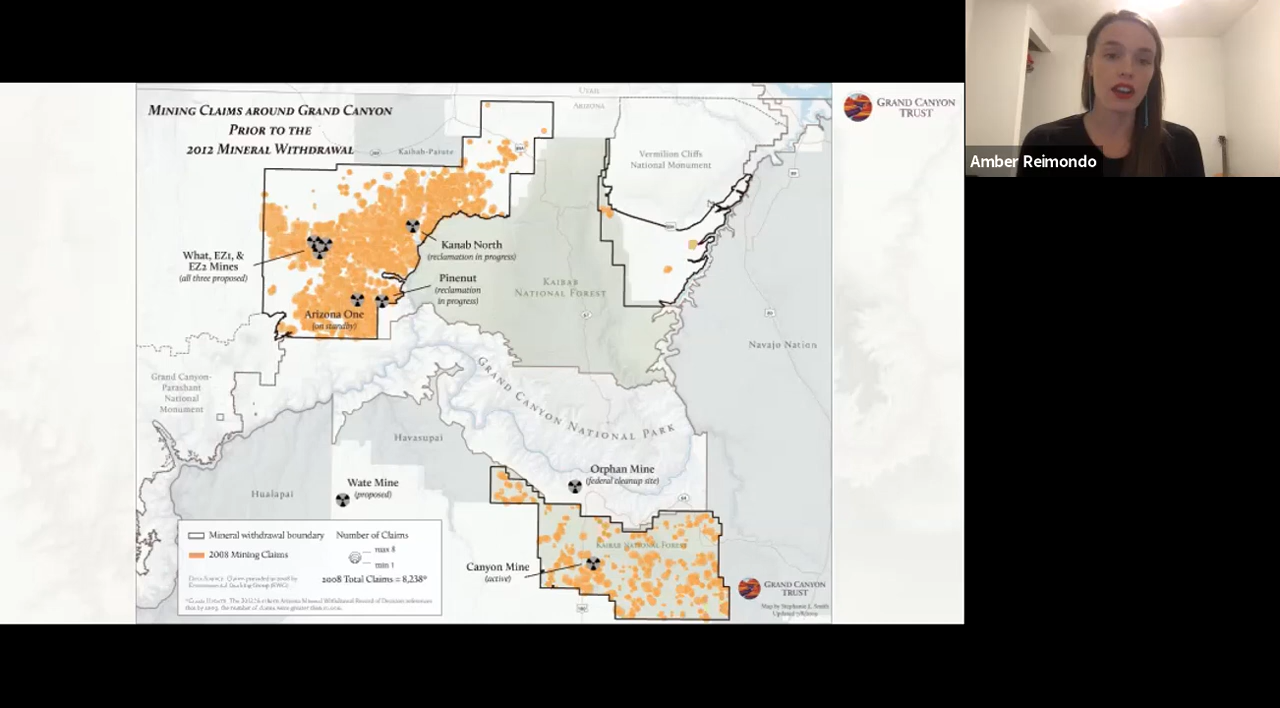 MINING CLAIMS AROUND GRAND CANYON
PRIOR TO THE
2012 MINERAL WITHDRAWAL
UTAH
ARIZONA
GRAND CANYON
TRUST
Amber Reimondo
Kaibab-Paiute
Vermilion Cliffs
National Monument
What, EZ1, &
EZ2 Mines
(all three proposed)
Kanab North
(reclamation in progress)
Pinenut
(reclamation
in progress)
KAIBAB
NATIONAL FOREST
Arizona One
(on standby)
Navajo Nation
Grand Canyon-
Parashant
National
Monument
GRAND CANYON NATIONAL PARK
Havasupai
Hualapai
Wate Mine
(proposed)
Orphan Mine
(federal cleanup site)
KAIBAB NATIONAL FOREST
Canyon Mine
(active)
Mineral withdrawal boundary
2008 Mining Claims
Number of Claims
max 8
min 1
2008 Total Claims = 8,238*
GRAND CANYON
TRUST
Map by Stephanie L. Smith